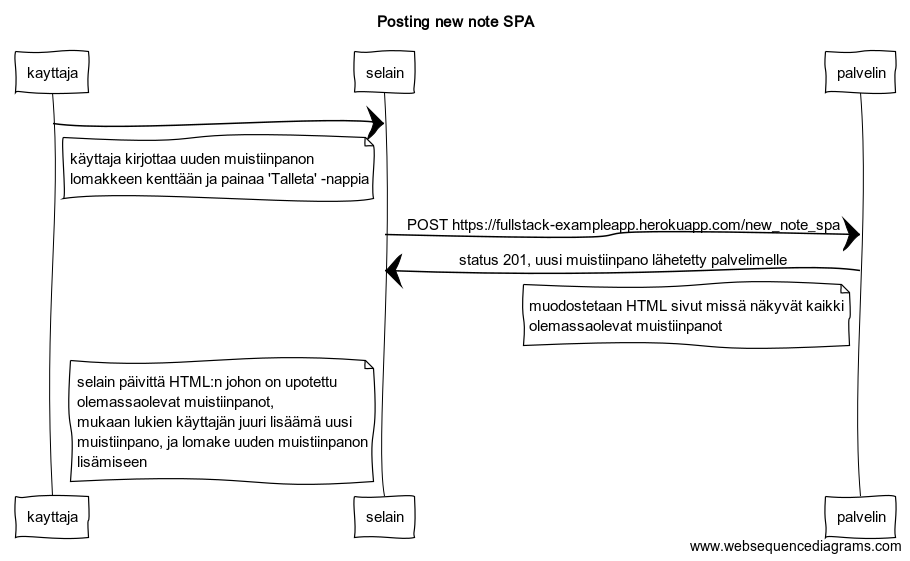 Posting new note SPA
kayttaja
selain
palvelin
käyttaja kirjottaa uuden muistiinpanon
lomakkeen kenttään ja painaa 'Talleta' -nappia
POST https://fullstack-exampleapp.herokuapp.com/new_note_spa
status 201, uusi muistiinpano lähetetty palvelimelle
muodostetaan HTML sivut missä näkyvät kaikki
olemassaolevat muistiinpanot
selain päivittä HTML:n johon on upotettu
olemassaolevat muistiinpanot,
mukaan lukien käyttajän juuri lisäämä uusi
muistiinpano, ja lomake uuden muistiinpanon
lisämiseen
kayttaja
selain
palvelin
www.websequencediagrams.com